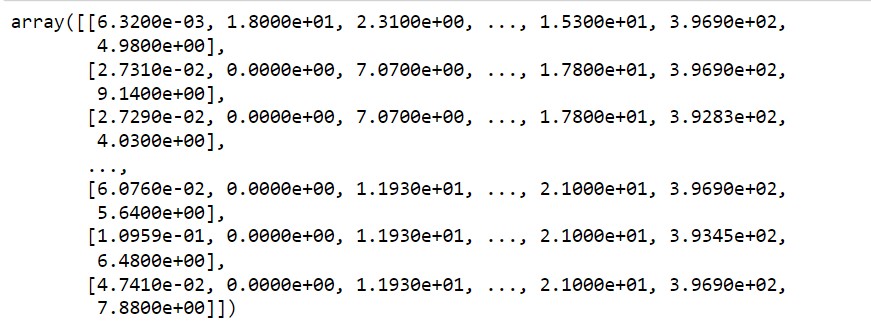 array([[6.3200e-03, 1.8000e+01, 2.3100e+00, ..., 1.5300e+01, 3.9690e+02,
4.9800e+00],
[2.7310e-02, 0.0000e+00, 7.0700e+00, ..., 1.7800e+01, 3.9690e+02,
9.1400e+00],
[2.7290e-02, 0.0000e+00, 7.0700e+00, ..., 1.7800e+01, 3.9283e+02,
4.0300e+00],
...,
[6.0760e-02, 0.0000e+00, 1.1930e+01, ..., 2.1000e+01, 3.9690e+02,
5.6400e+00],
[1.0959e-01, 0.0000e+00, 1.1930e+01, ..., 2.1000e+01, 3.9345e+02,
6.4800e+00],
[4.7410e-02, 0.0000e+00, 1.1930e+01, ..., 2.1000e+01, 3.9690e+02,
7.8800e+00]])